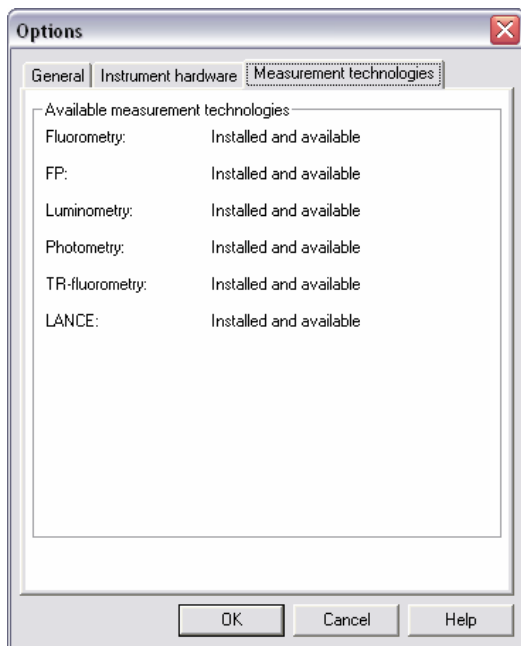 Options
General Instrument hardware Measurement technologies
Available measurement technologies
Fluorometry: Installed and available
FP: Installed and available
Luminometry: Installed and available
Photometry: Installed and available
TR-fluorometry: Installed and available
LANCE: Installed and available
OK Cancel Help